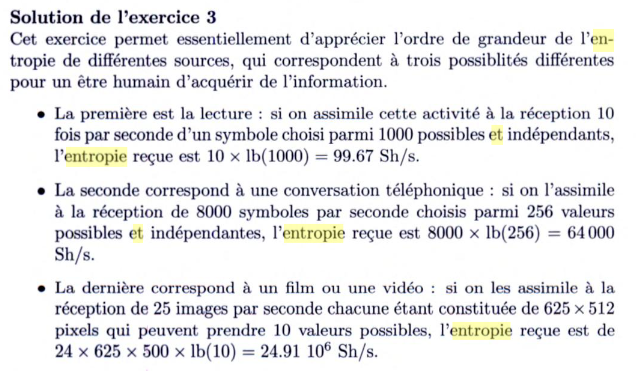 Solution de l'exercice 3
Cet exercice permet essentiellement d'apprécier l'ordre de grandeur de l'en-
tropie de différentes sources, qui correspondent à trois possiblités différentes
pour un être humain d'acquérir de l'information.
• La première est la lecture : si on assimile cette activité à la réception 10
fois par seconde d'un symbole choisi parmi 1000 possibles et indépendants,
l'entropie reçue est 10 × lb(1000) = 99.67 Sh/s.
• La seconde correspond à une conversation téléphonique : si on l'assimile
à la réception de 8000 symboles par seconde choisis parmi 256 valeurs
possibles et indépendantes, l'entropie reçue est 8000 × lb(256) = 64 000
Sh/s.
• La dernière correspond à un film ou une vidéo : si on les assimile à la
réception de 25 images par seconde chacune étant constituée de 625 × 512
pixels qui peuvent prendre 10 valeurs possibles, l'entropie reçue est de
24 × 625 × 500 × lb(10) = 24.91 10⁶ Sh/s.